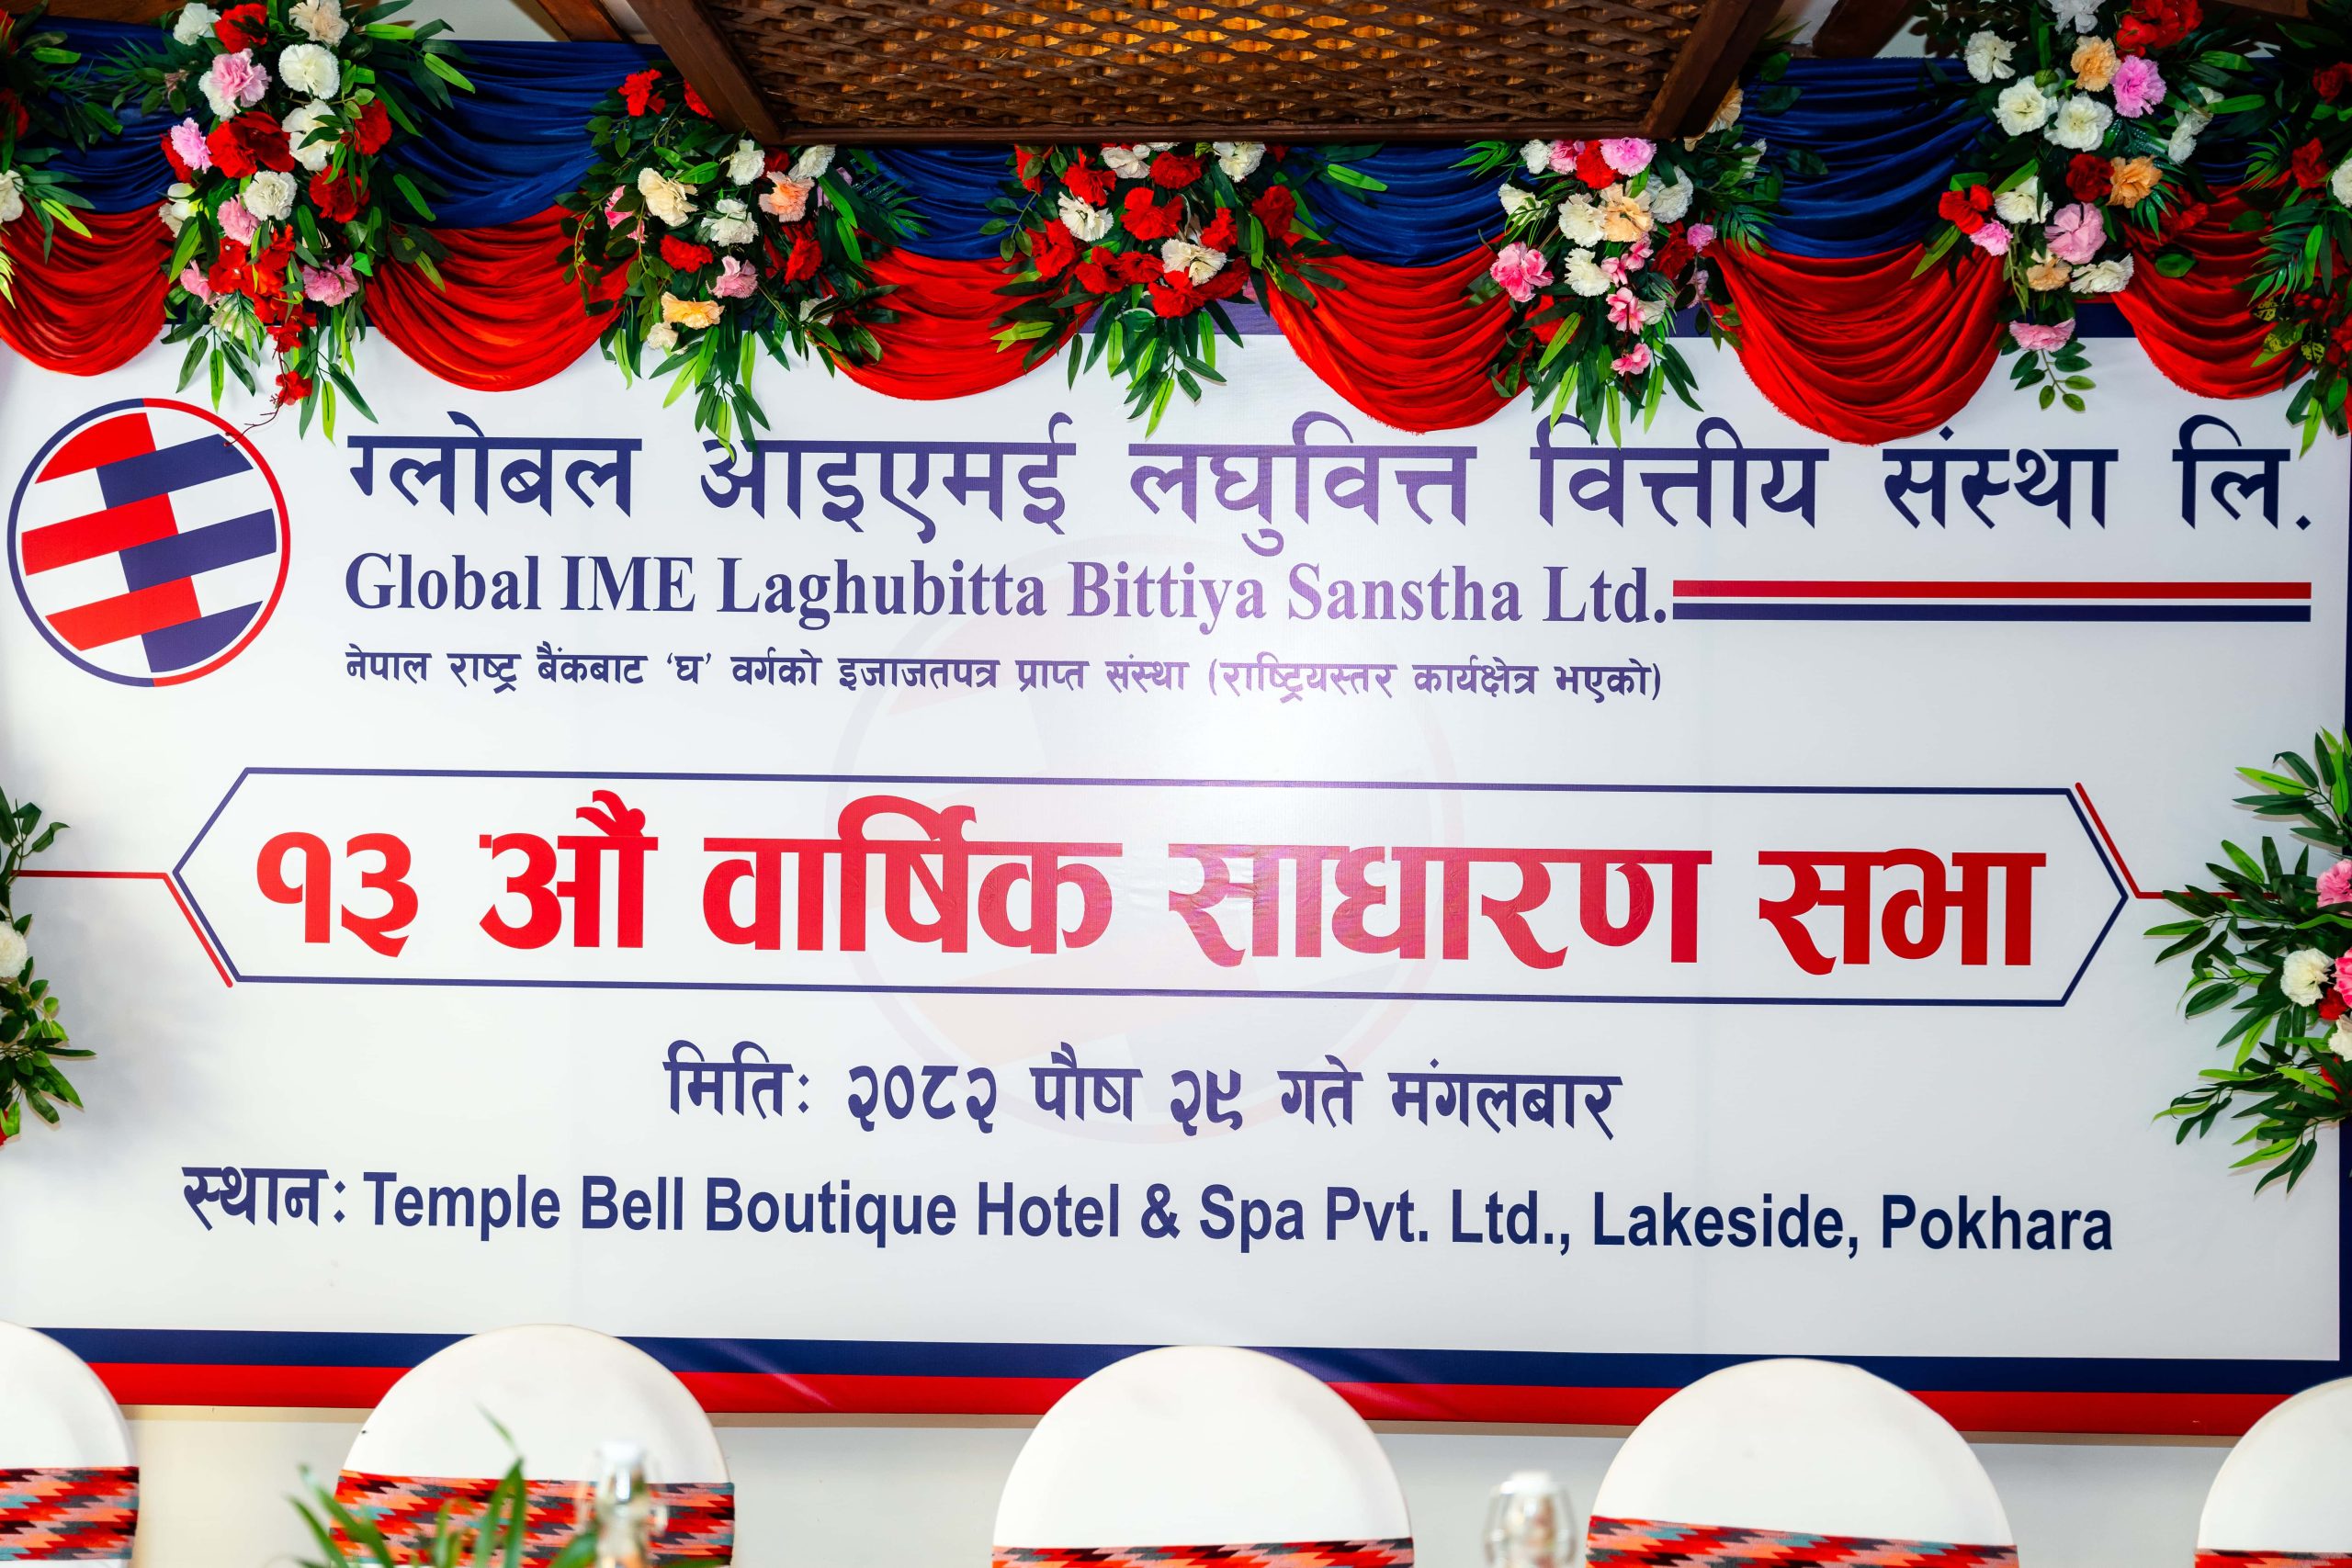 ग्लोबल आइएमई लघुवित्त वित्तीय संस्था लि.
Global IME Laghubitta Bittiya Sanstha Ltd.
नेपाल राष्ट्र बैंकबाट ‘घ’ वर्गको इजाजतपत्र प्राप्त संस्था (राष्ट्रियस्तर कार्यक्षेत्र भएको)
१३ औं वार्षिक साधारण सभा
मितिः २०८२ पौष २९ गते मंगलबार
स्थानः Temple Bell Boutique Hotel & Spa Pvt. Ltd., Lakeside, Pokhara